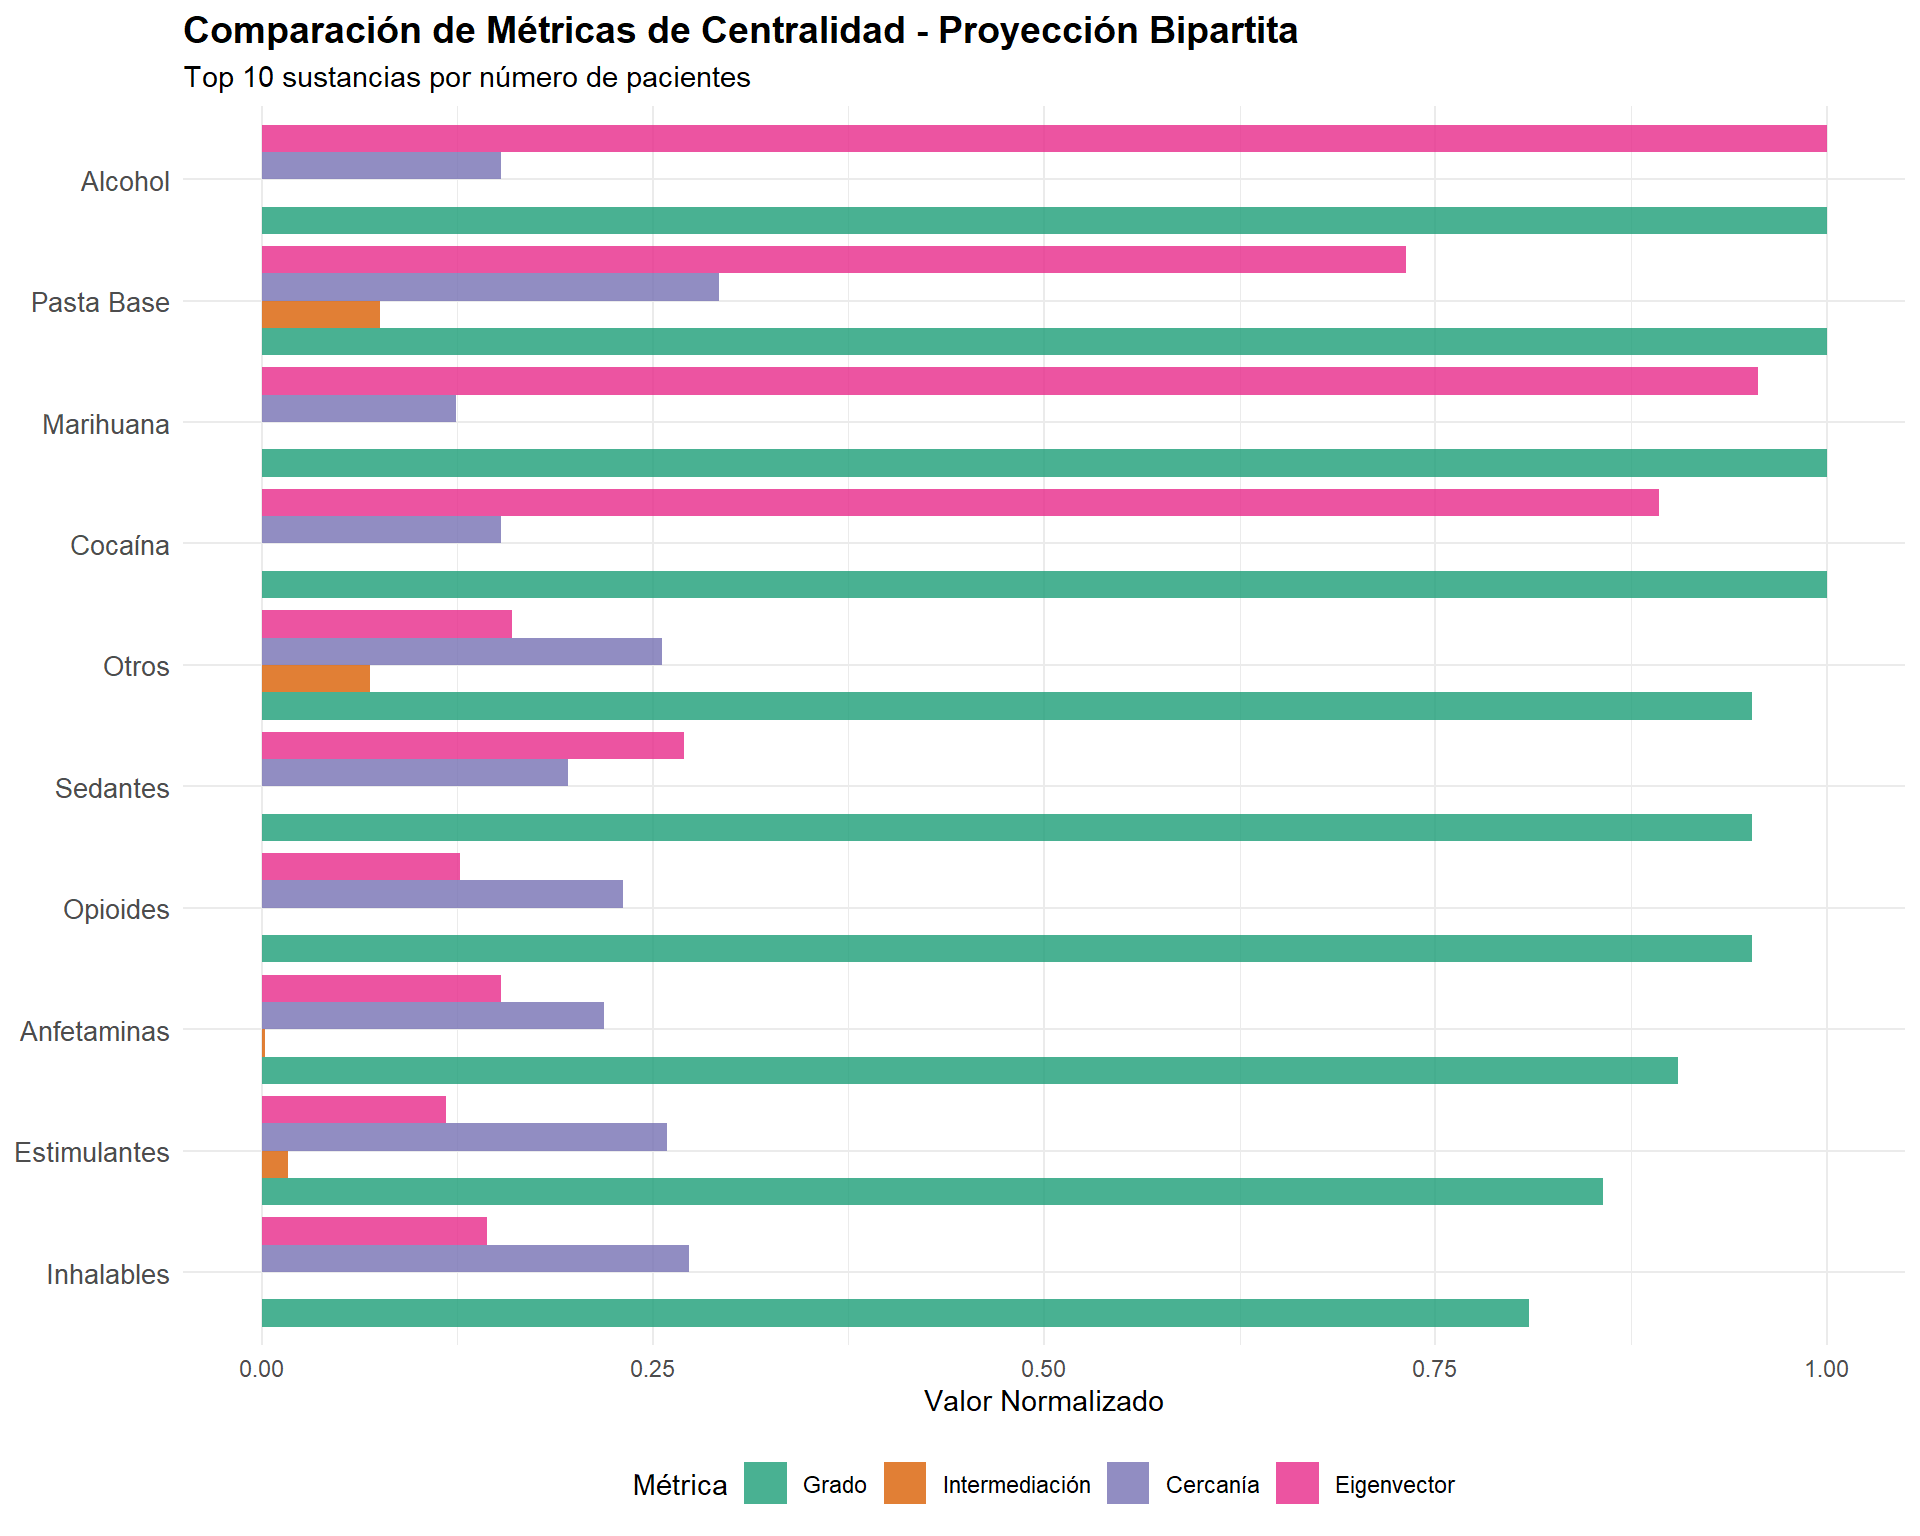 Comparación de Métricas de Centralidad - Proyección Bipartita
Top 10 sustancias por número de pacientes
Alcohol
Pasta Base
Marihuana
Cocaína
Otros
Sedantes
Opioides
Anfetaminas
Estimulantes
Inhalables
0.00 0.25 0.50 0.75 1.00
Valor Normalizado
Métrica Grado Intermediación Cercanía Eigenvector